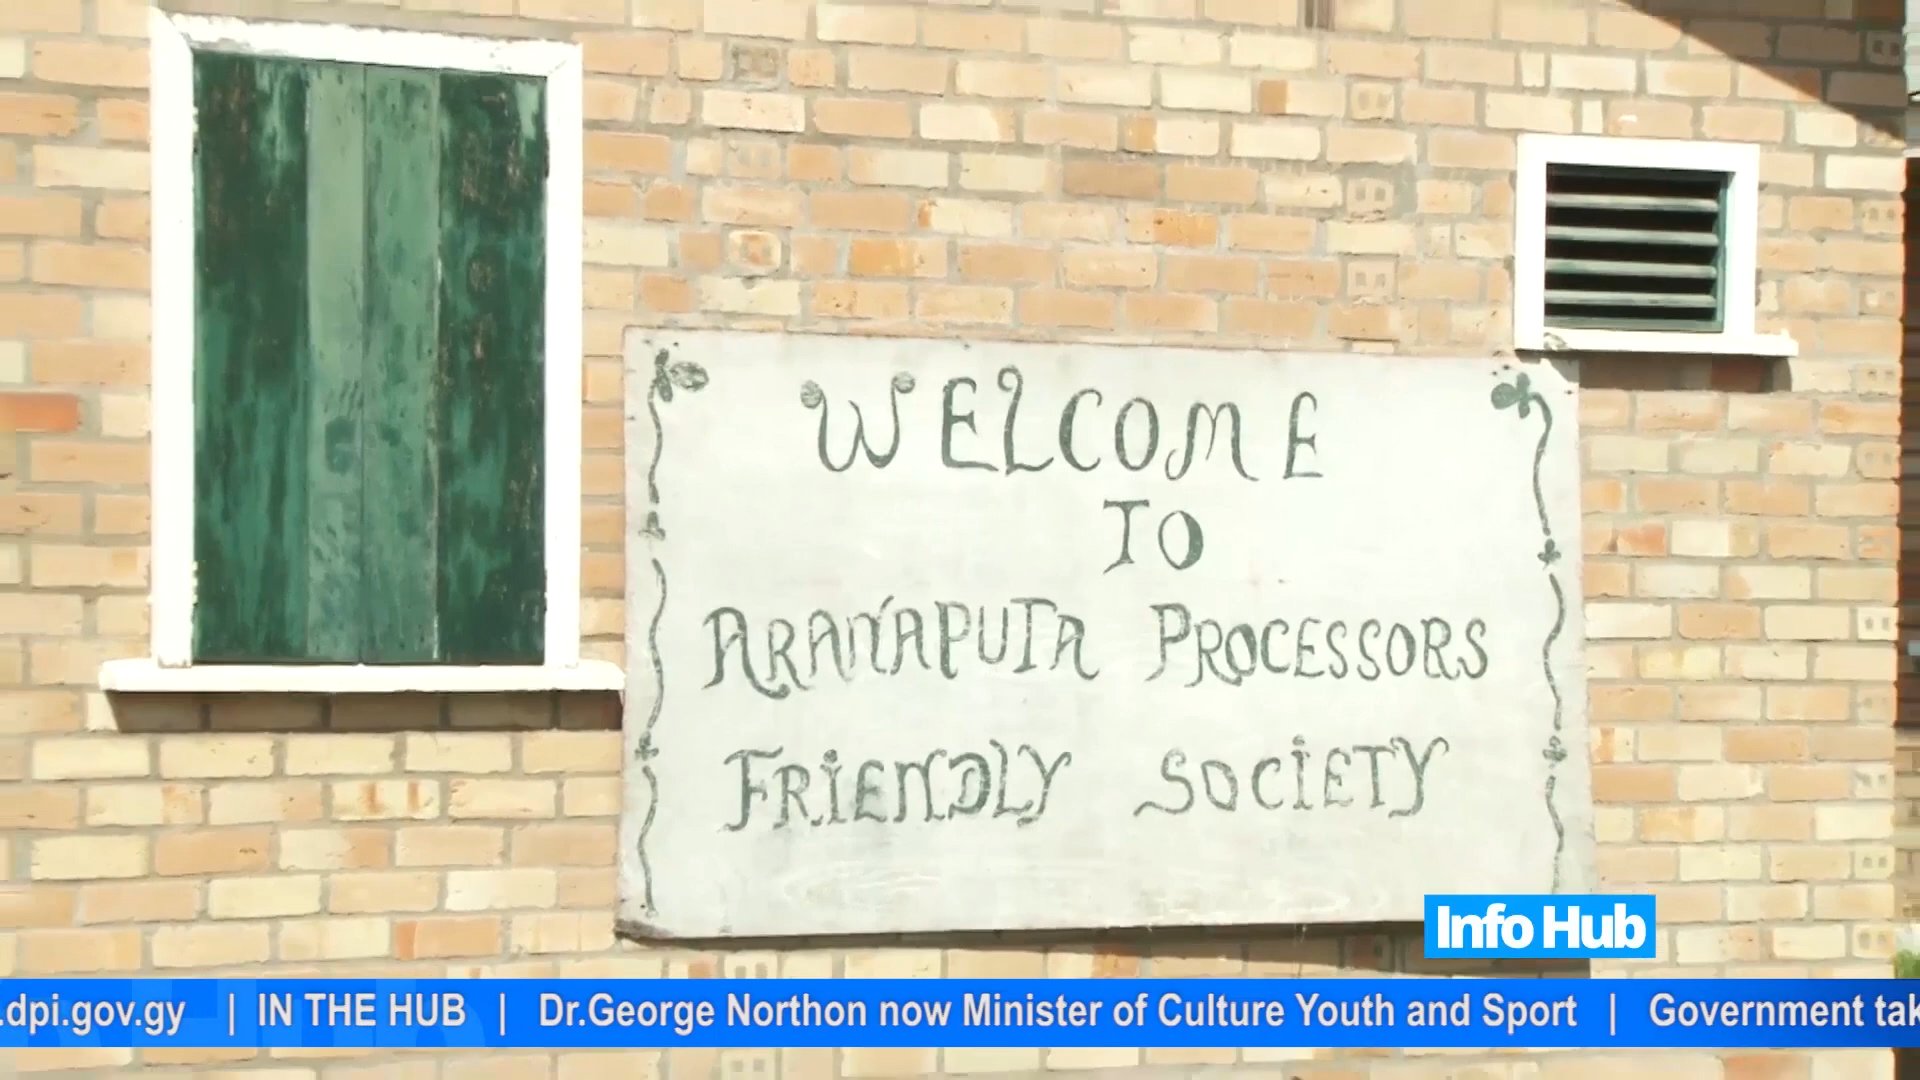 WELCOME
TO
ARANAPUTA PROCESSORS
FRIENDLY SOCIETY
Info Hub
.dpi.gov.gy | IN THE HUB | Dr.George Northon now Minister of Culture Youth and Sport | Government tak